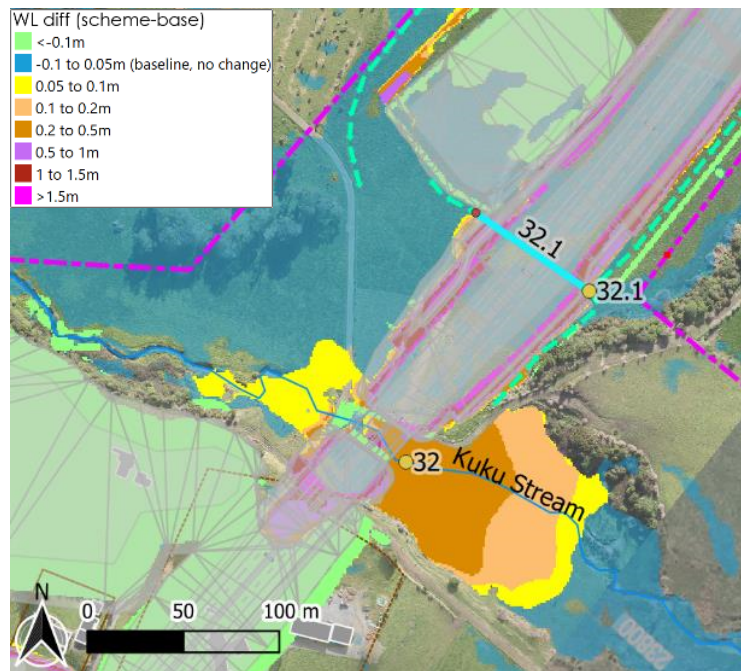 WL diff (scheme-base)
<-0.1m
-0.1 to 0.05m (baseline, no change)
0.05 to 0.1m
0.1 to 0.2m
0.2 to 0.5m
0.5 to 1m
1 to 1.5m
>1.5m
32.1
32.1
32
Kuku Stream
N
0 50 100 m